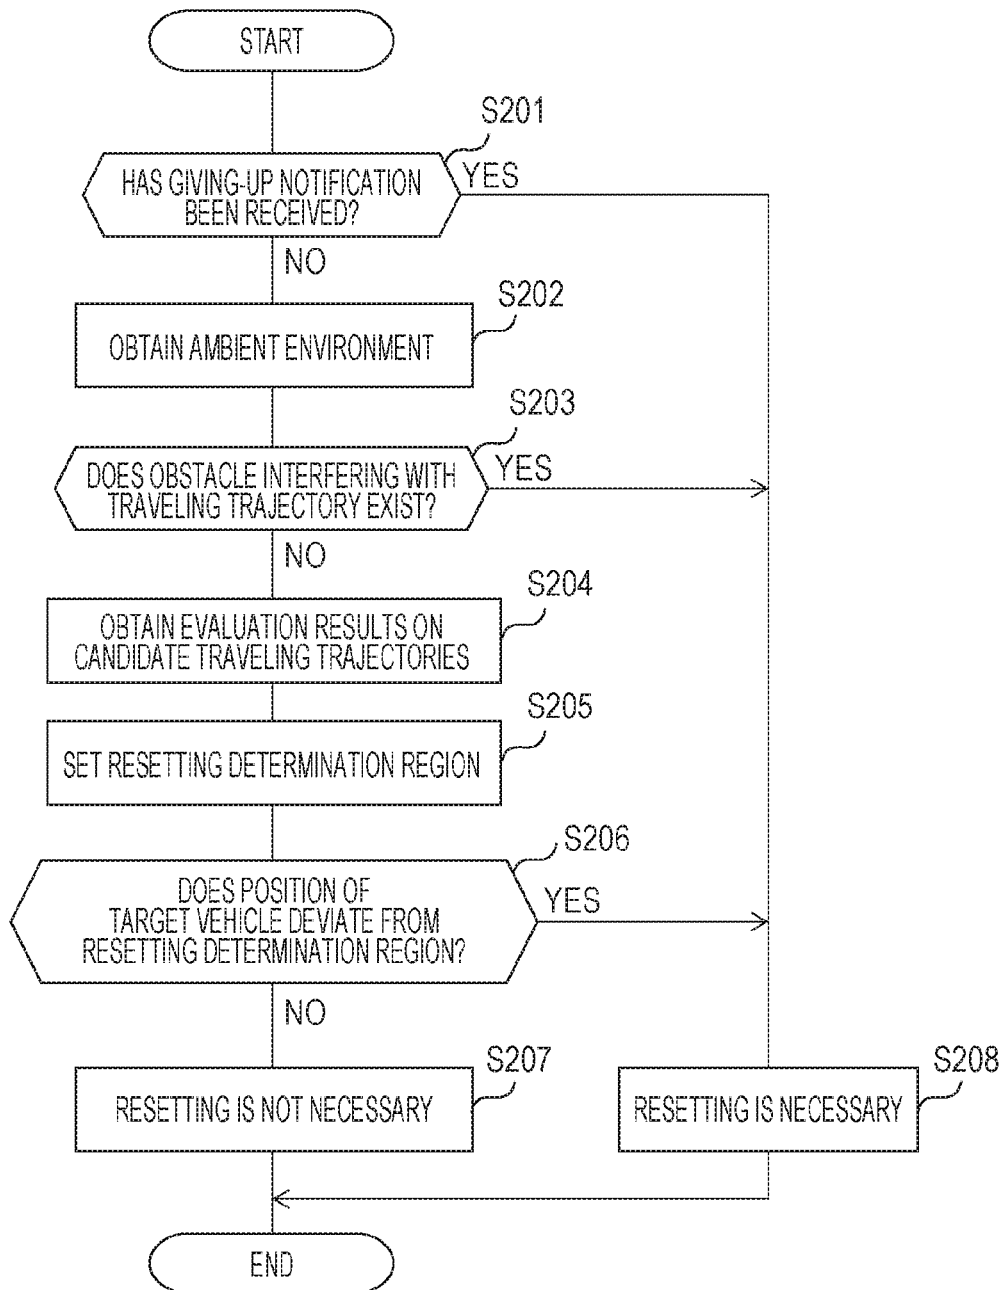 START
S201
HAS GIVING-UP NOTIFICATION
BEEN RECEIVED?
YES
NO
S202
OBTAIN AMBIENT ENVIRONMENT
S203
DOES OBSTACLE INTERFERING WITH
TRAVELING TRAJECTORY EXIST?
YES
NO
S204
OBTAIN EVALUATION RESULTS ON
CANDIDATE TRAVELING TRAJECTORIES
S205
SET RESETTING DETERMINATION REGION
S206
DOES POSITION OF
TARGET VEHICLE DEVIATE FROM
RESETTING DETERMINATION REGION?
YES
NO
S207
RESETTING IS NOT NECESSARY
S208
RESETTING IS NECESSARY
END